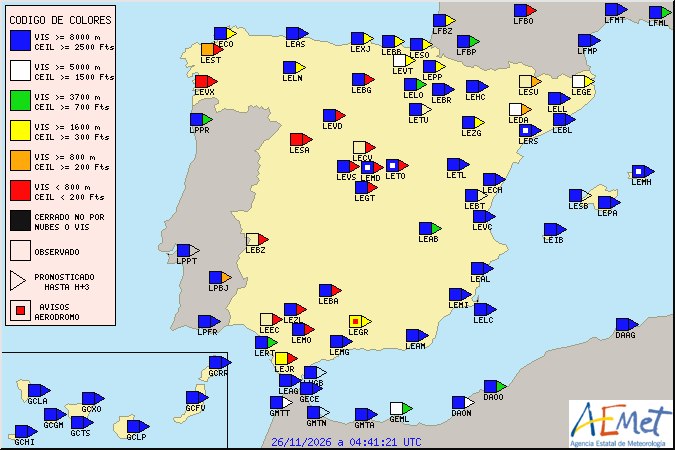 CODIGO DE COLORES
VIS >= 8000 m
CEIL >= 2500 Fts
VIS >= 5000 m
CEIL >= 1500 Fts
VIS >= 3700 m
CEIL >= 700 Fts
VIS >= 1600 m
CEIL >= 300 Fts
VIS >= 800 m
CEIL >= 200 Fts
VIS < 800 m
CEIL < 200 Fts
CERRADO NO POR
NUBES O VIS
OBSERVADO
PRONOSTICADO
HASTA H+3
AVISOS
AERODROMO
LFBO
LFMT
LFML
LFBZ
LECO
LEAS
LEXJ
LEBB
LESO
LFBP
LFMP
LEST
LEVT
LEPP
LELN
LEVX
LEBG
LELO
LEBR
LEHC
LESU
LEGE
LELL
LPPR
LEVD
LETU
LEZG
LEDA
LEBL
LERS
LESA
LECV
LEVS
LEMD
LETO
LETL
LEMH
LEGT
LECH
LEBT
LESB
LEPA
LEVC
LEIB
LEAB
LEBZ
LPPT
LPBJ
LEAL
LEBA
LEMI
LELC
LEZL
LEEC
LPFR
LEMO
LEGR
DAAG
LERT
LEMG
LEAM
LEJR
GCRR
LEAG
LXGB
GECE
DAOO
GCLA
GCXO
GCFV
GMTT
GMTN
GMTA
GEML
DAON
GCGM
GCTS
GCLP
GCHI
26/11/2026 a 04:41:21 UTC
AEMet
Agencia Estatal de Meteorología